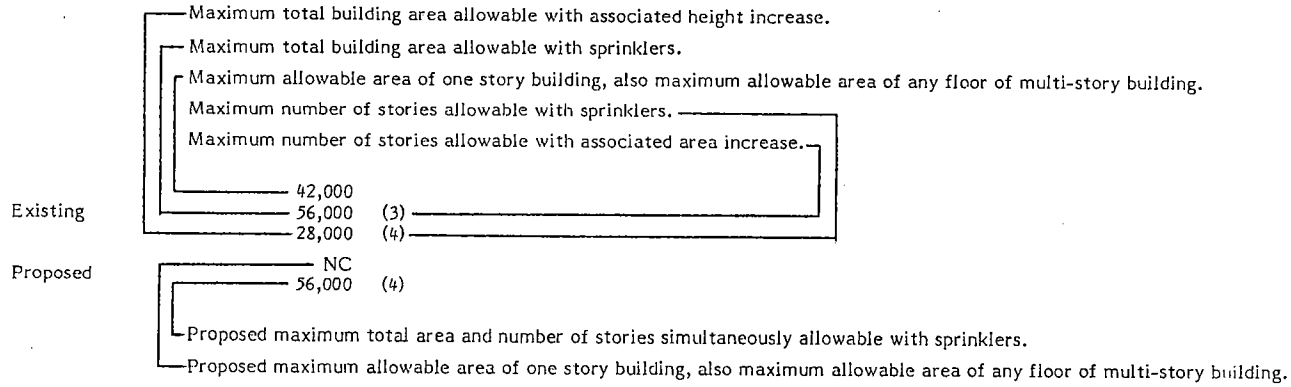 Maximum total building area allowable with associated height increase.
Maximum total building area allowable with sprinklers.
Maximum allowable area of one story building, also maximum allowable area of any floor of multi-story building.
Maximum number of stories allowable with sprinklers.
Maximum number of stories allowable with associated area increase.
42,000
Existing 56,000 (3)
28,000 (4)
Proposed NC
56,000 (4)
Proposed maximum total area and number of stories simultaneously allowable with sprinklers.
Proposed maximum allowable area of one story building, also maximum allowable area of any floor of multi-story building.